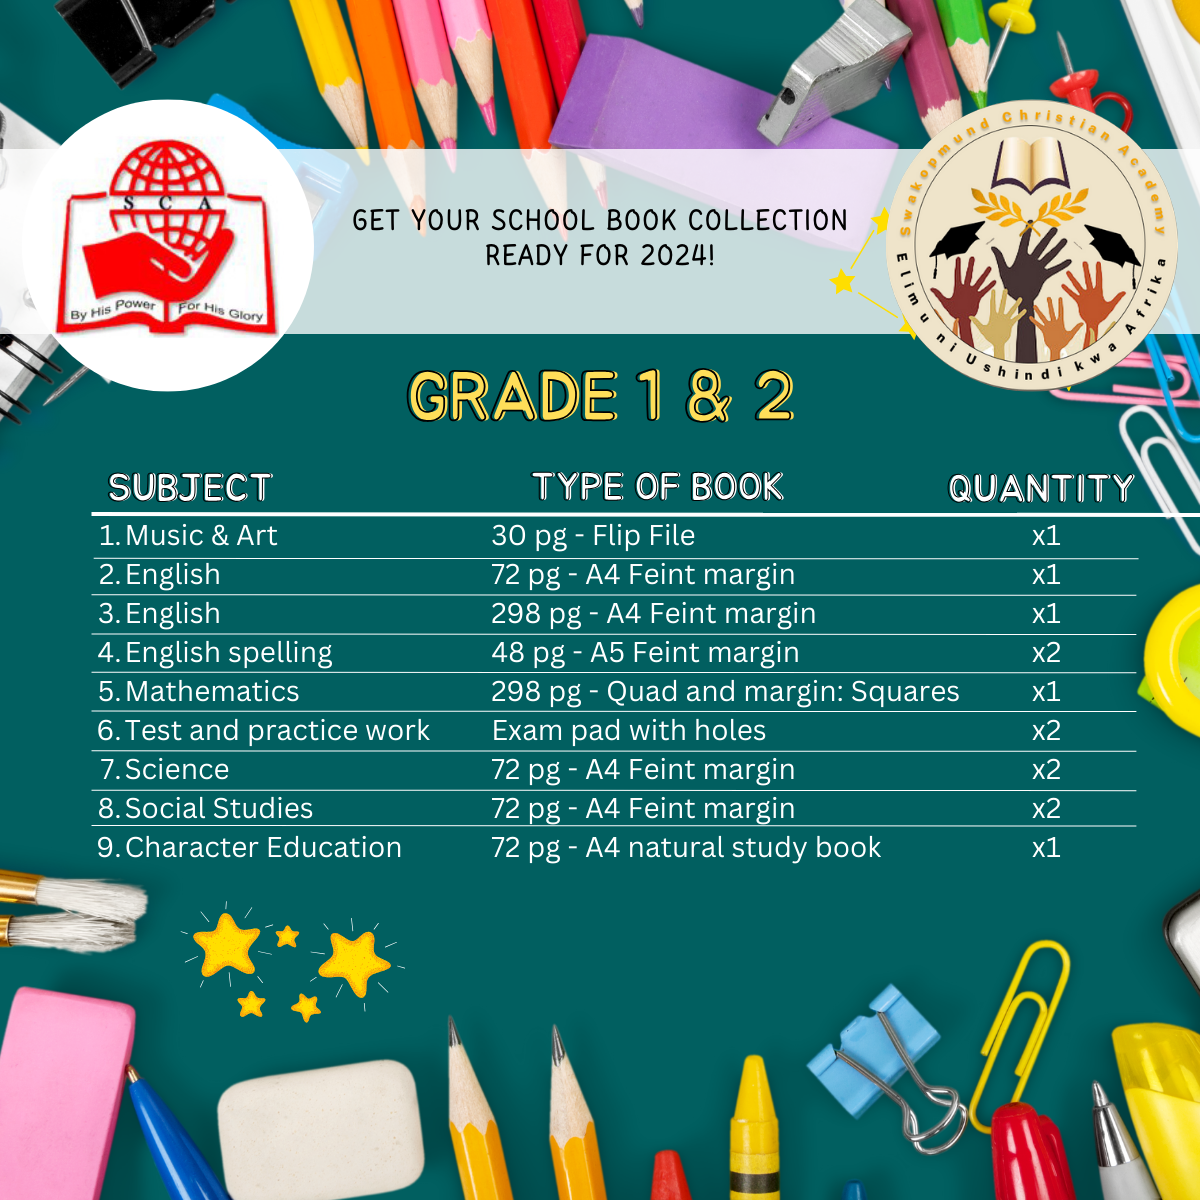 S C A
By His Power For His Glory
GET YOUR SCHOOL BOOK COLLECTION
READY FOR 2024!
Swakopmund Christian Academy
Elimu ni Ushindi kwa Afrika
GRADE 1 & 2
SUBJECT TYPE OF BOOK QUANTITY
1. Music & Art 30 pg - Flip File x1
2. English 72 pg - A4 Feint margin x1
3. English 298 pg - A4 Feint margin x1
4. English spelling 48 pg - A5 Feint margin x2
5. Mathematics 298 pg - Quad and margin: Squares x1
6. Test and practice work Exam pad with holes x2
7. Science 72 pg - A4 Feint margin x2
8. Social Studies 72 pg - A4 Feint margin x2
9. Character Education 72 pg - A4 natural study book x1